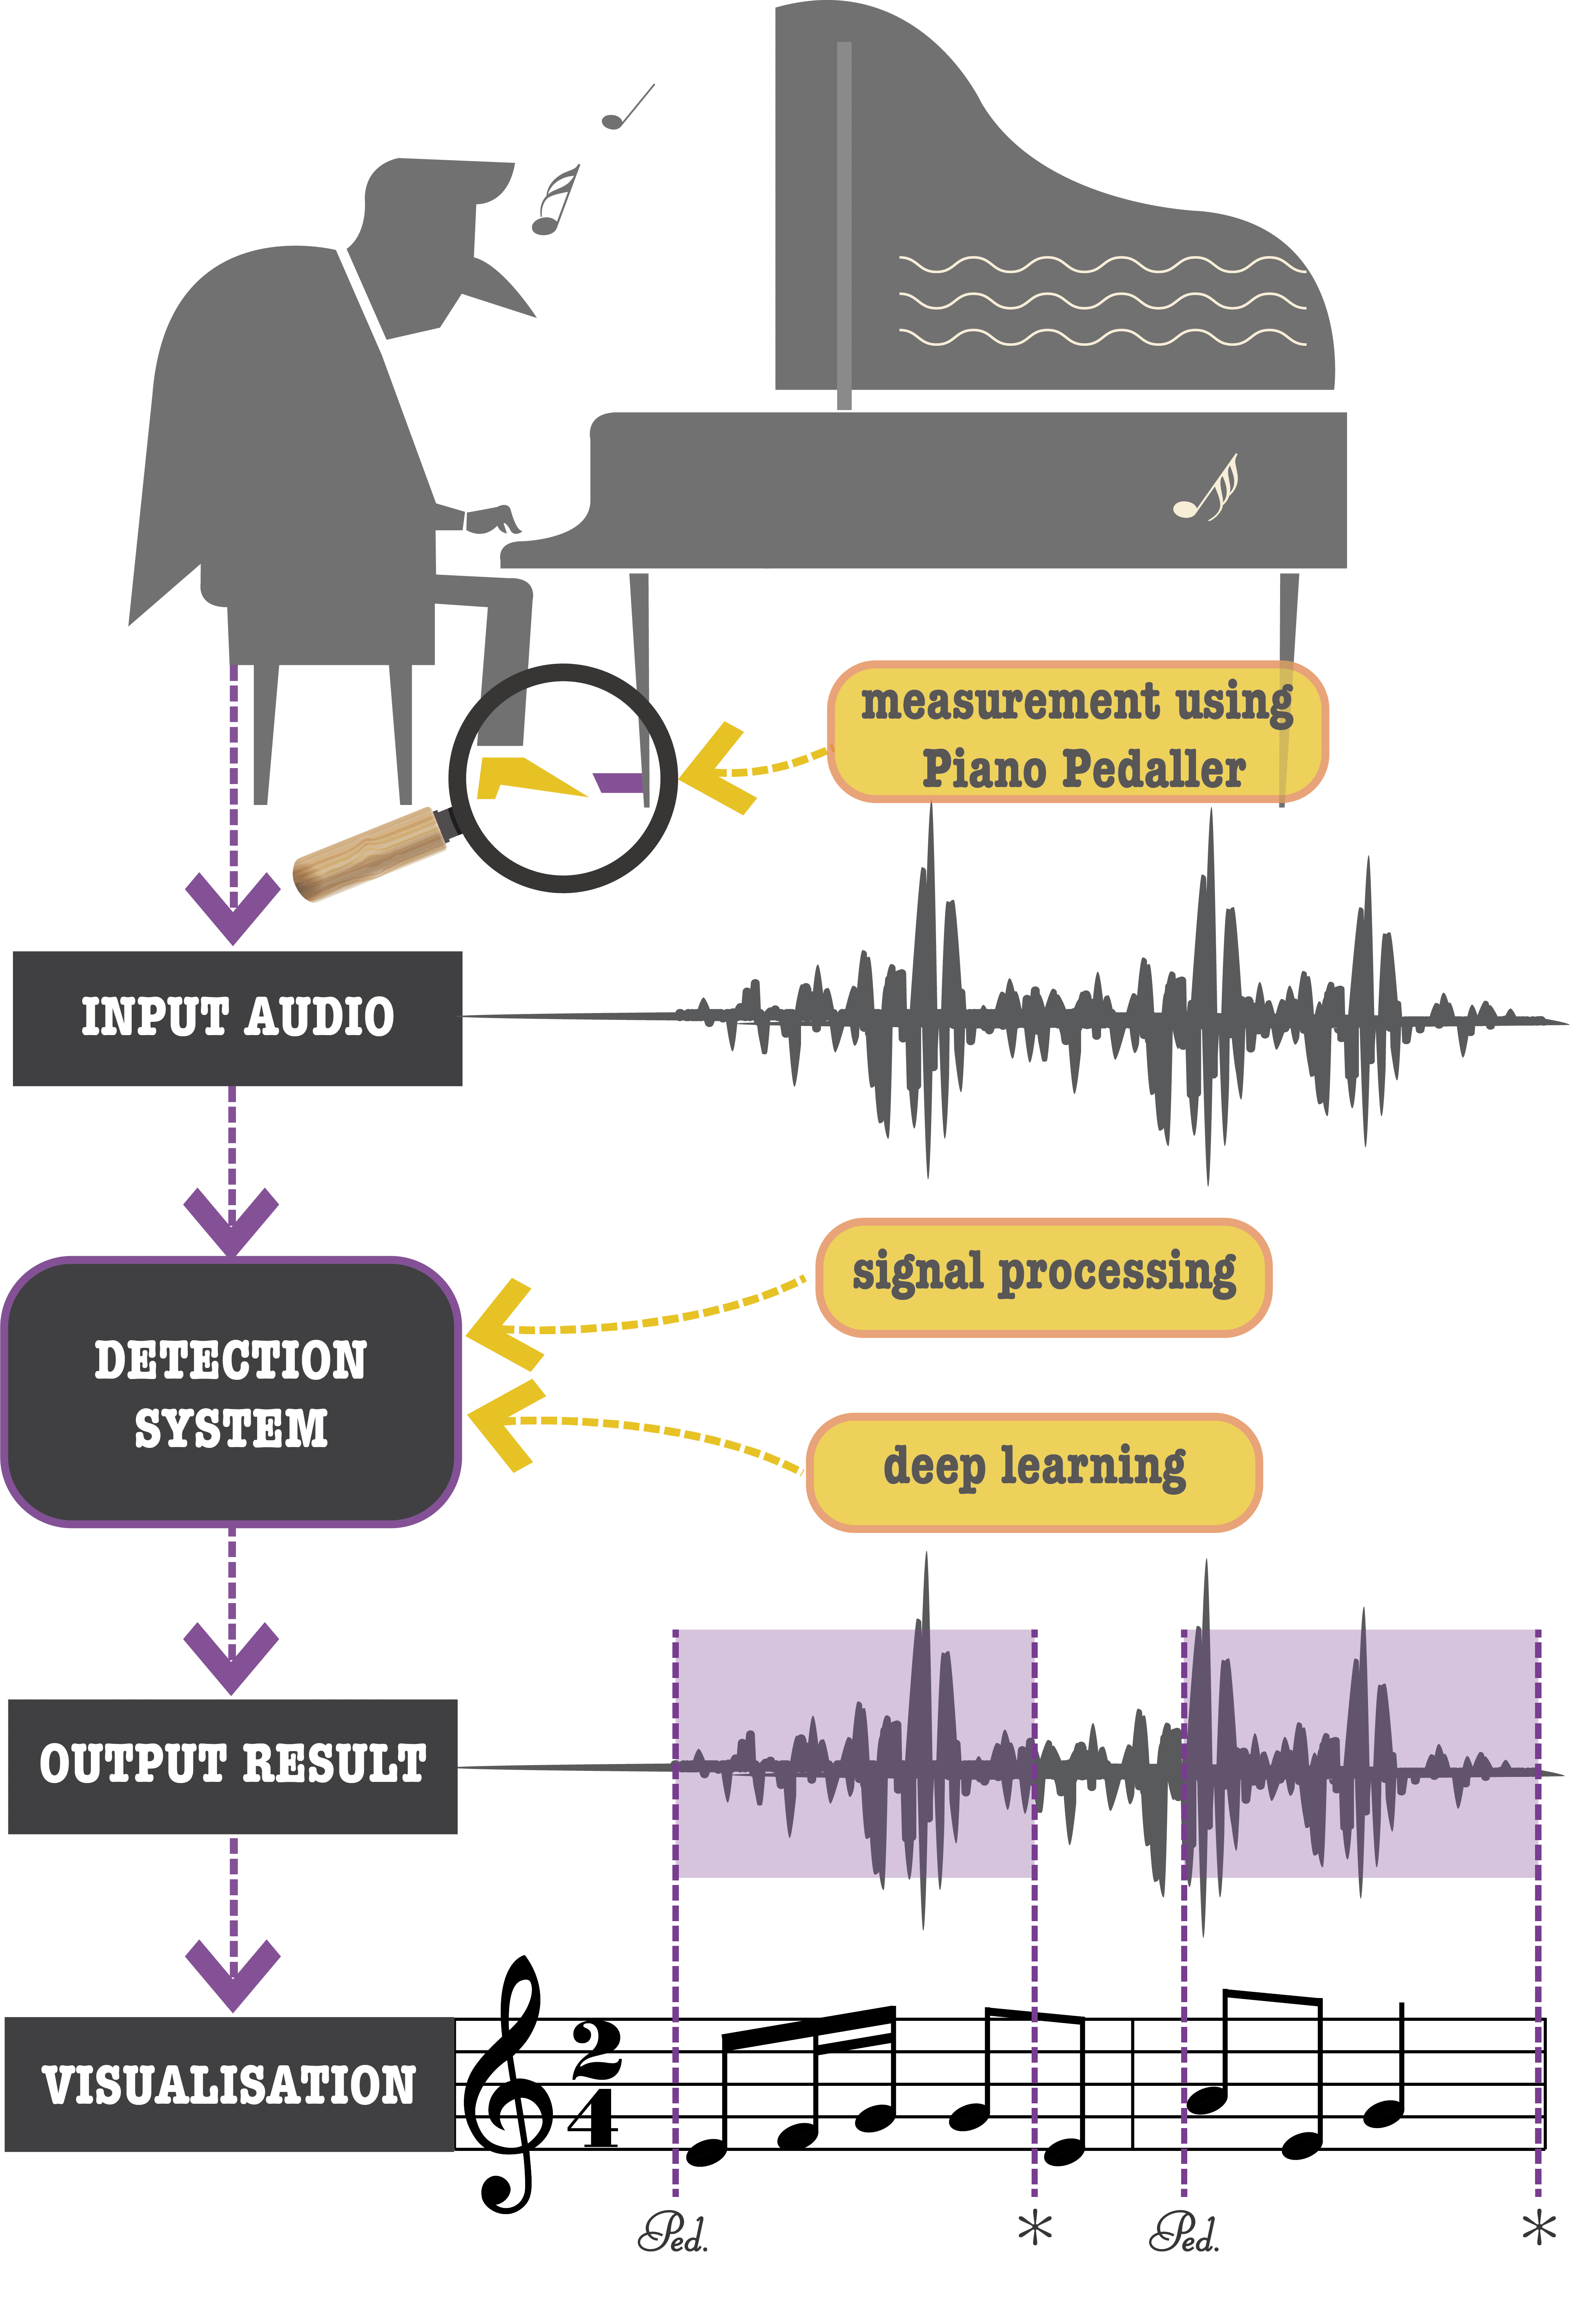 measurement using
Piano Pedaller
INPUT AUDIO
signal processing
DETECTION
SYSTEM
deep learning
OUTPUT RESULT
VISUALISATION
2
4
Ped. * Ped. *